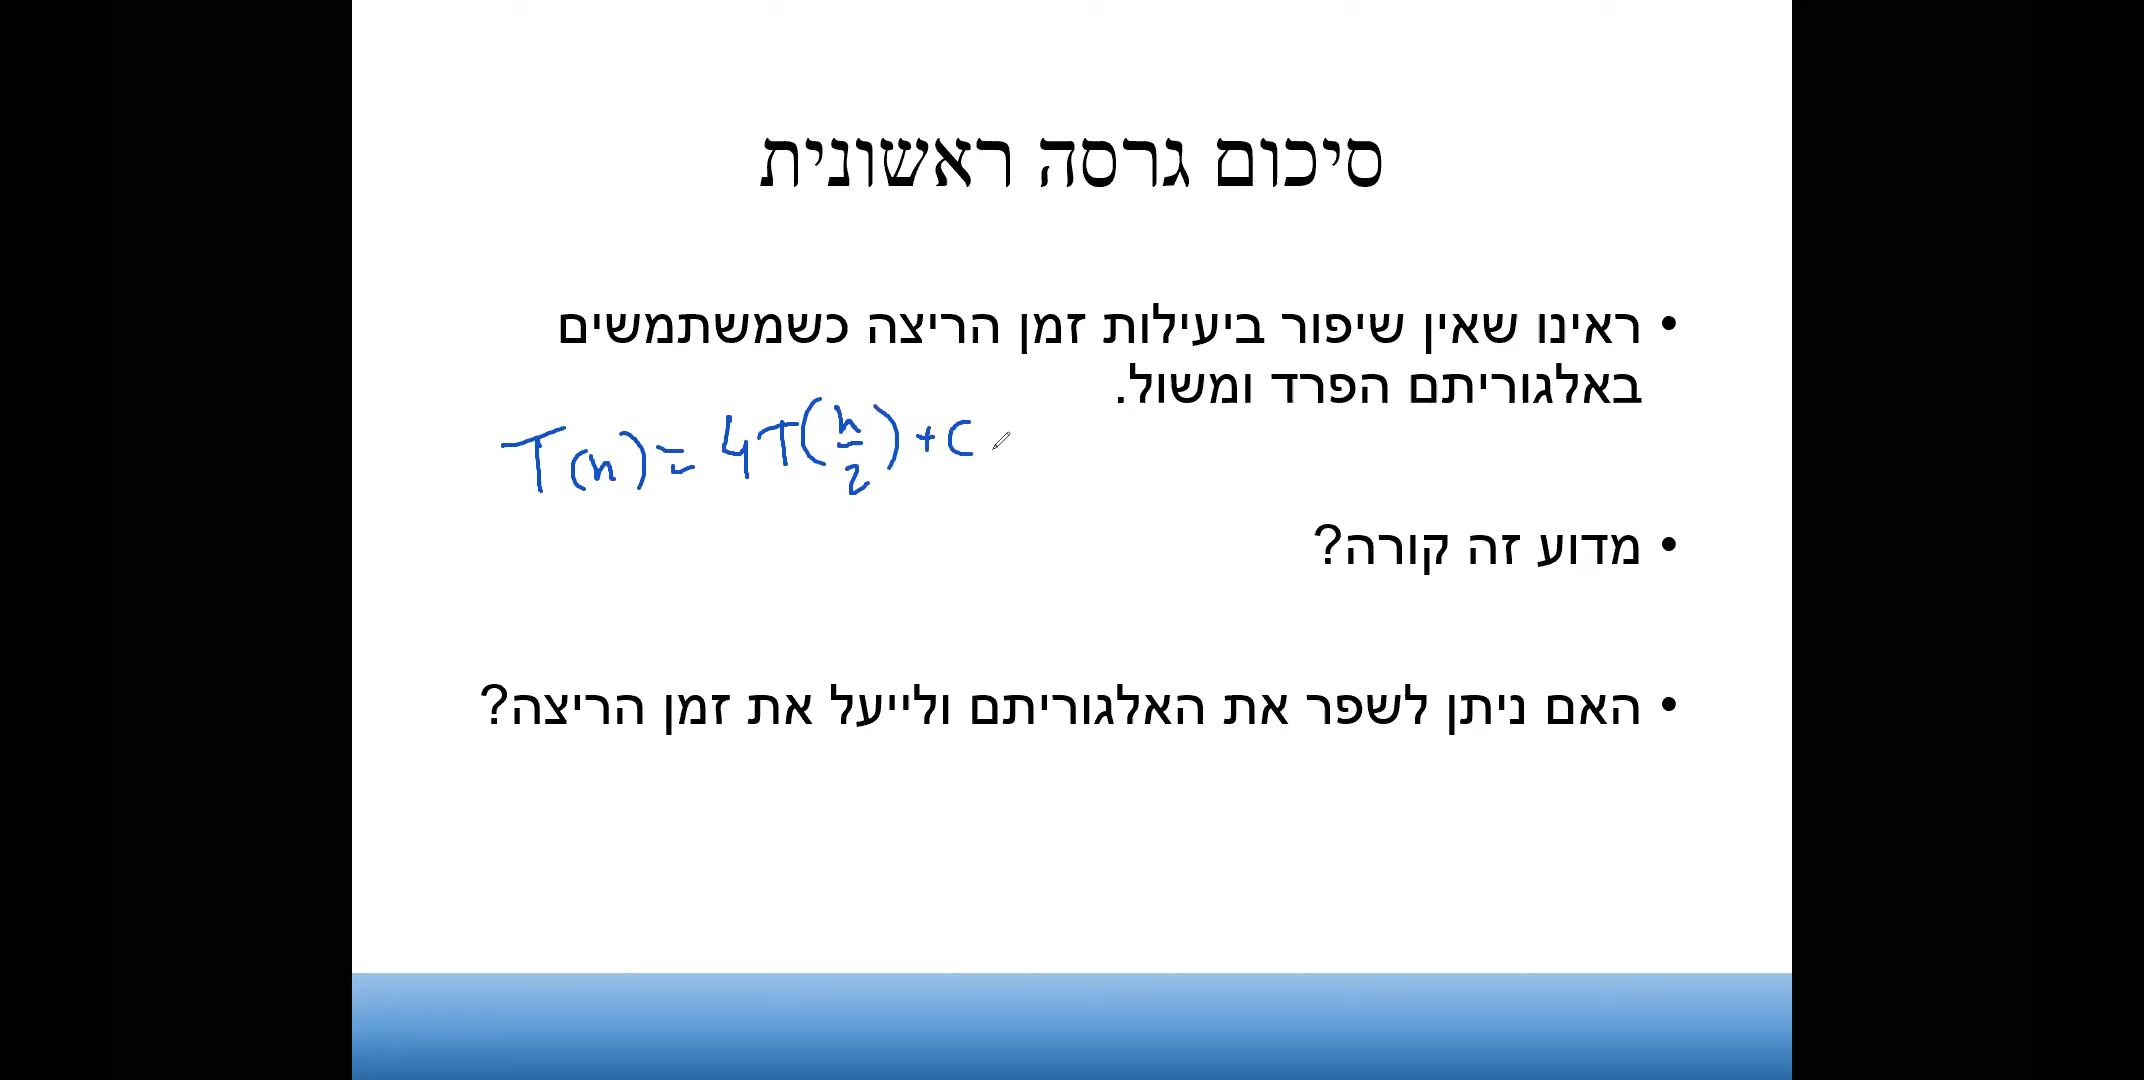 סיכום גרסה ראשונית
• ראינו שאין שיפור ביעילות זמן הריצה כשמשתמשים
באלגוריתם הפרד ומשול.
T(n) = 4T(n/2) + C
• מדוע זה קורה?
• האם ניתן לשפר את האלגוריתם ולייעל את זמן הריצה?